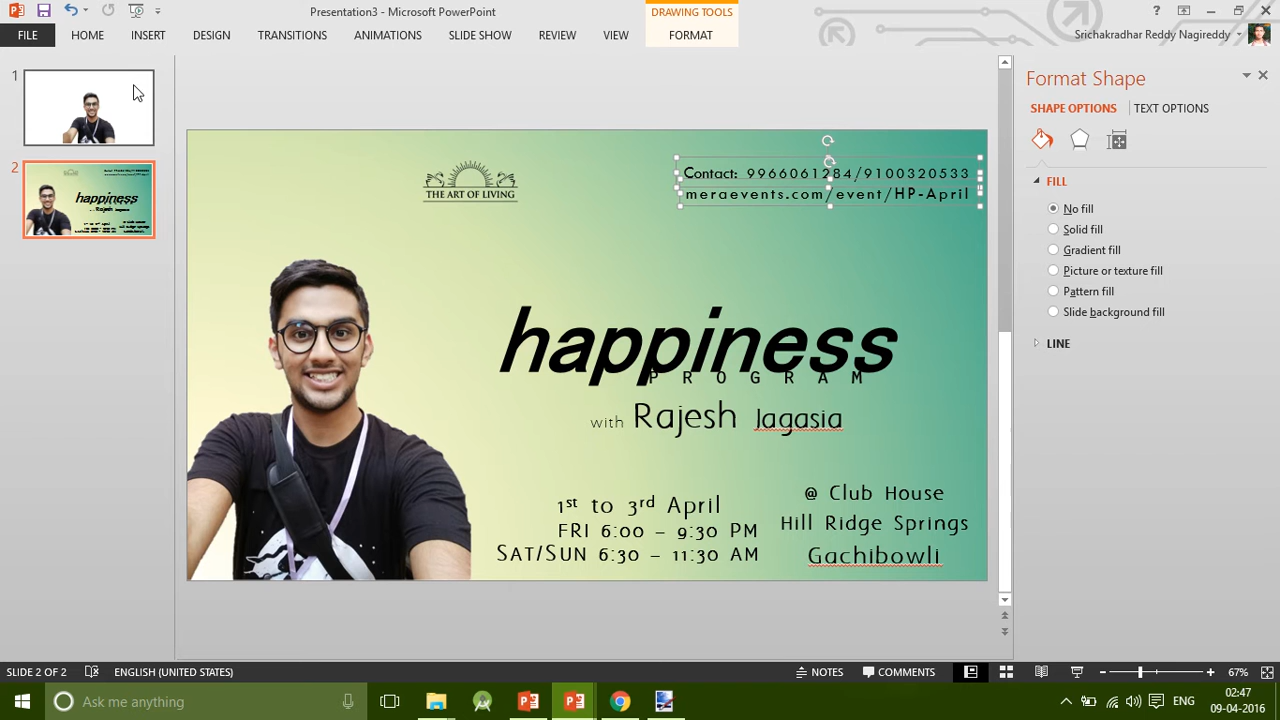 Presentation3 - Microsoft PowerPoint
DRAWING TOOLS
?
FILE
HOME
INSERT
DESIGN
TRANSITIONS
ANIMATIONS
SLIDE SHOW
REVIEW
VIEW
FORMAT
Srichakradhar Reddy Nagireddy
1
2
THE ART OF LIVING
Contact: 9966061284/9100320533
meraevents.com/event/HP-April
happiness
PROGRAM
with Rajesh Jagasia
1st to 3rd April
FRI 6:00 – 9:30 PM
SAT/SUN 6:30 – 11:30 AM
@ Club House
Hill Ridge Springs
Gachibowli
Format Shape
SHAPE OPTIONS
TEXT OPTIONS
FILL
No fill
Solid fill
Gradient fill
Picture or texture fill
Pattern fill
Slide background fill
LINE
SLIDE 2 OF 2
ENGLISH (UNITED STATES)
NOTES
COMMENTS
67%
Ask me anything
ENG
02:47
09-04-2016